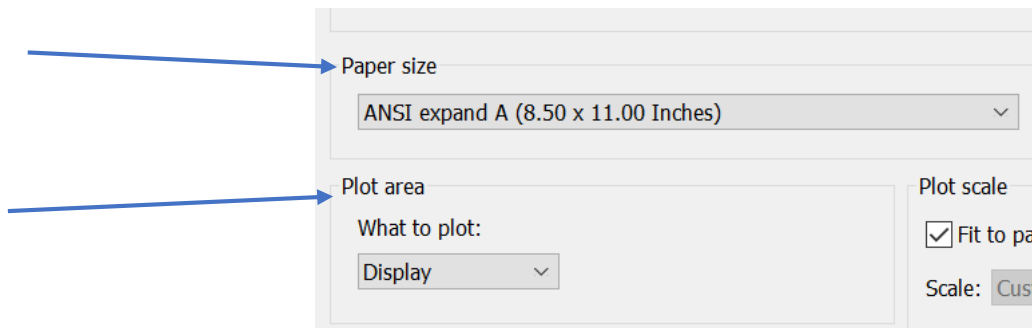 Paper size
ANSI expand A (8.50 x 11.00 Inches)
Plot area
Plot scale
What to plot:
Fit to pa
Display
Scale: Cus